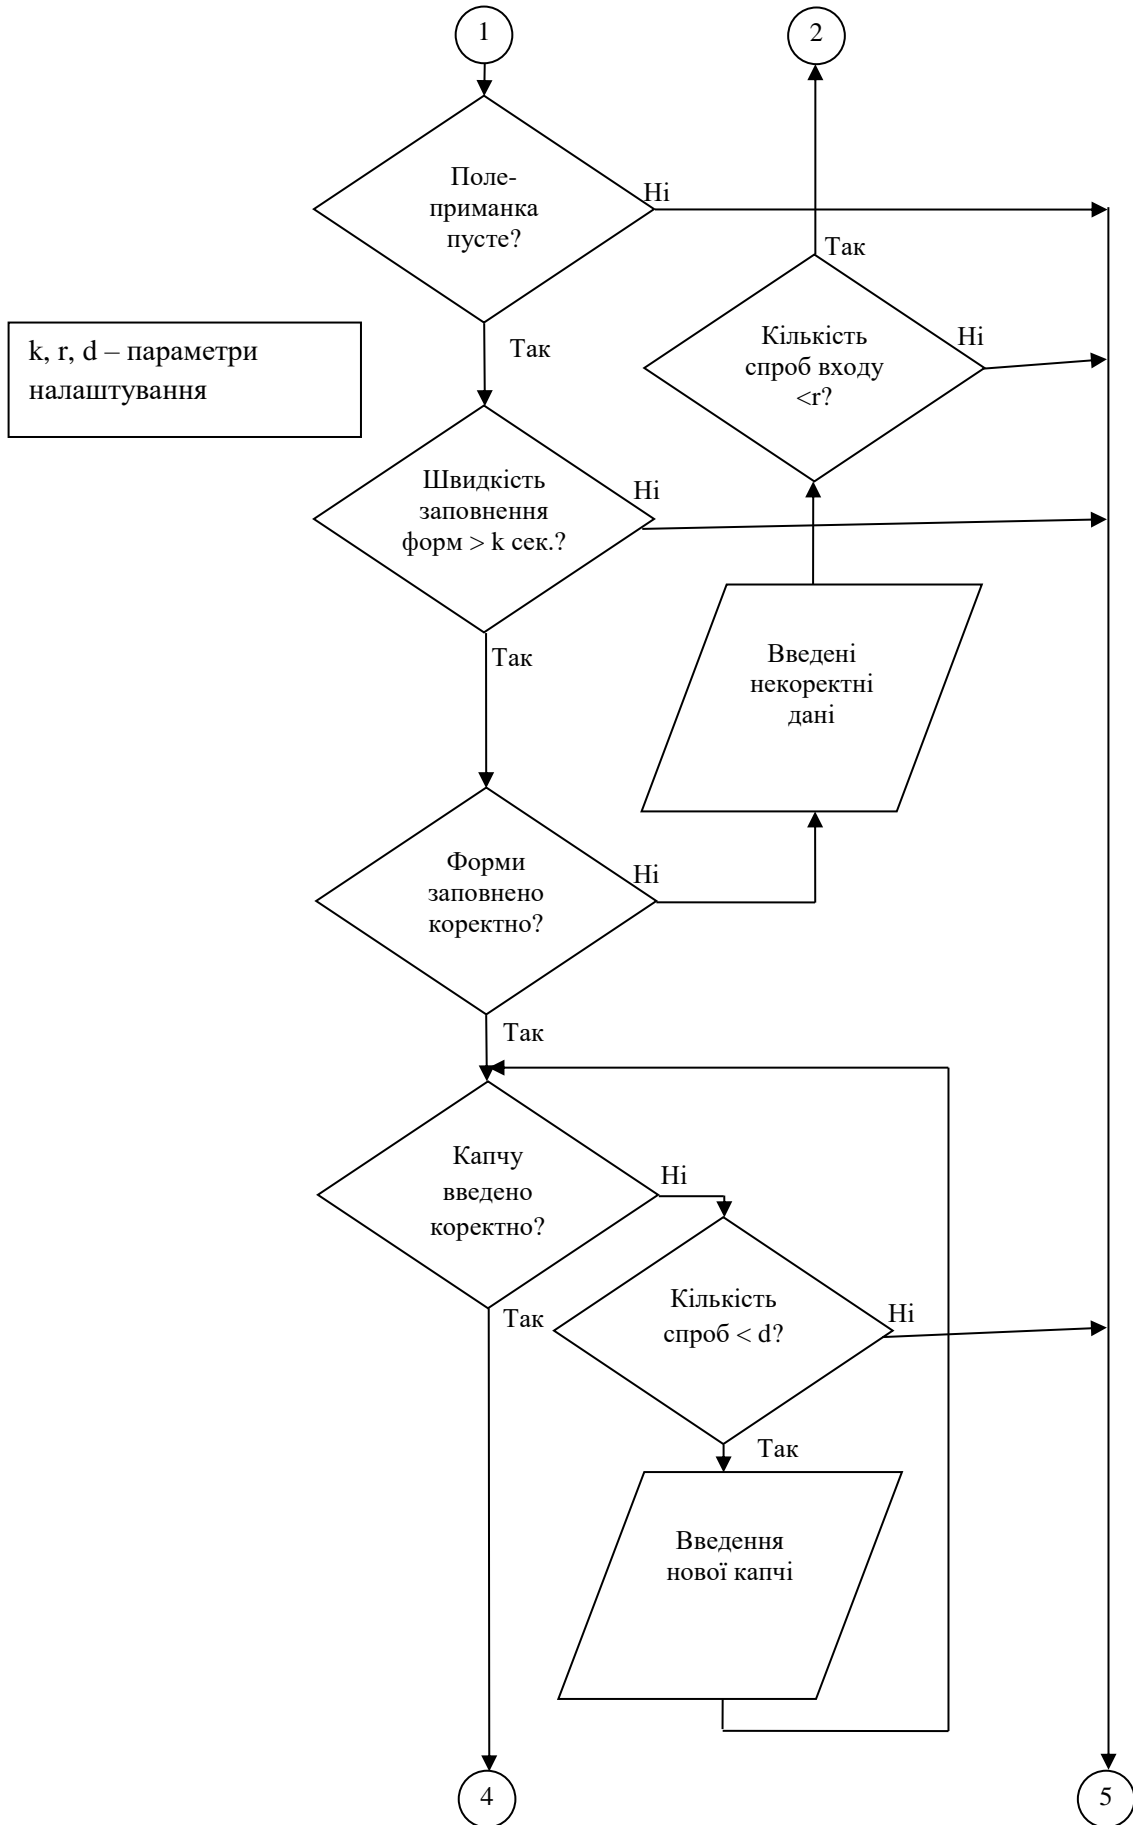 1
2
Поле-
приманка
пусте?
Ні
Так
Кількість
спроб входу
<r?
Ні
k, r, d – параметри
налаштування
Так
Швидкість
заповнення
форм > k сек.?
Ні
Так
Введені
некоректні
дані
Форми
заповнено
коректно?
Ні
Так
Капчу
введено
коректно?
Ні
Так
Кількість
спроб < d?
Ні
Так
Введення
нової капчі
4
5